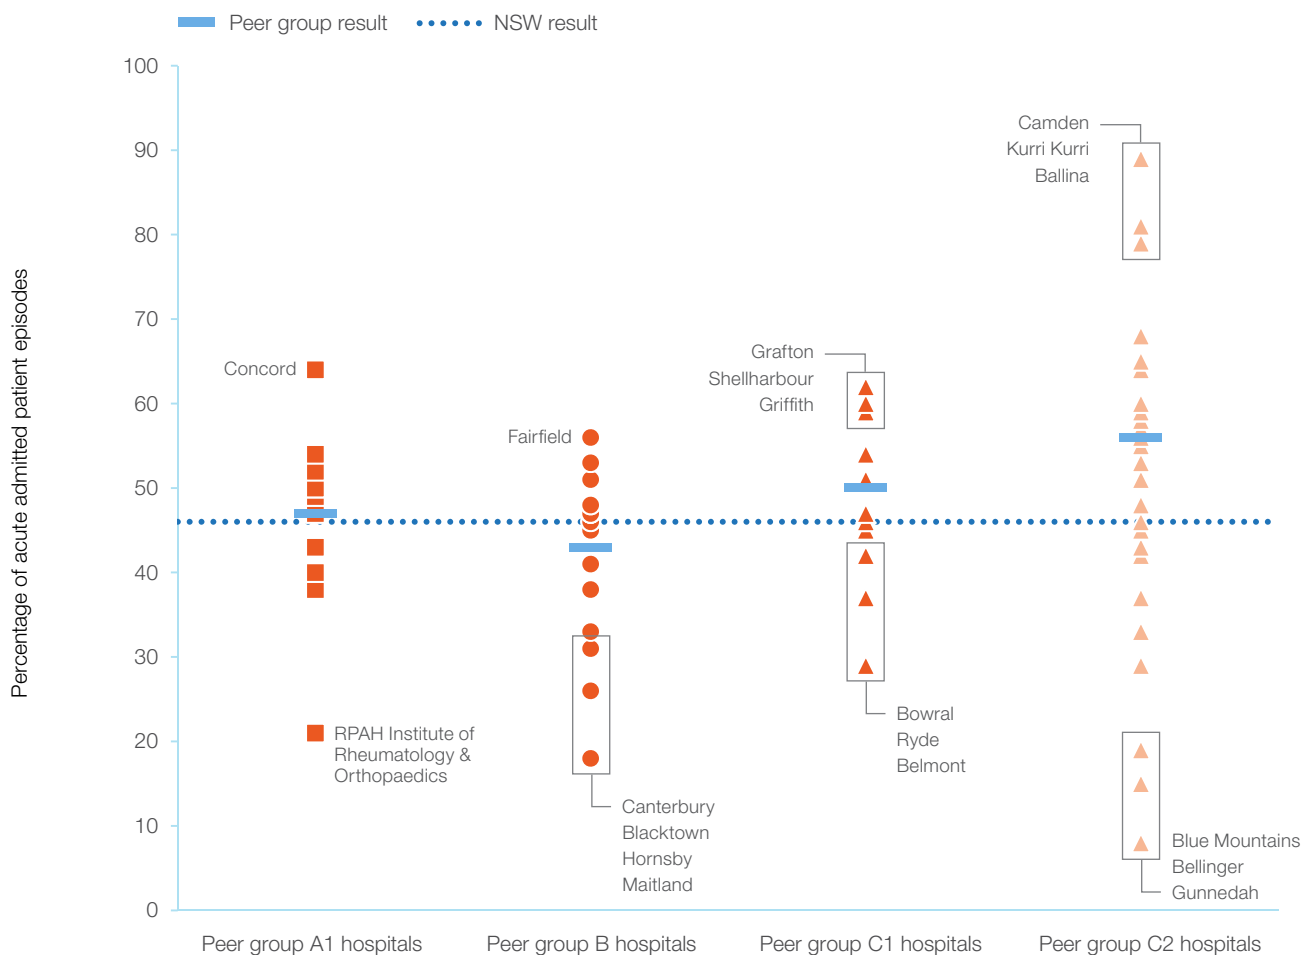 Peer group result NSW result
Percentage of acute admitted patient episodes
100
90
80
70
60
50
40
30
20
10
0
Concord
RPAH Institute of
Rheumatology &
Orthopaedics
Fairfield
Canterbury
Blacktown
Hornsby
Maitland
Grafton
Shellharbour
Griffith
Bowral
Ryde
Belmont
Camden
Kurri Kurri
Ballina
Blue Mountains
Bellinger
Gunnedah
Peer group A1 hospitals Peer group B hospitals Peer group C1 hospitals Peer group C2 hospitals